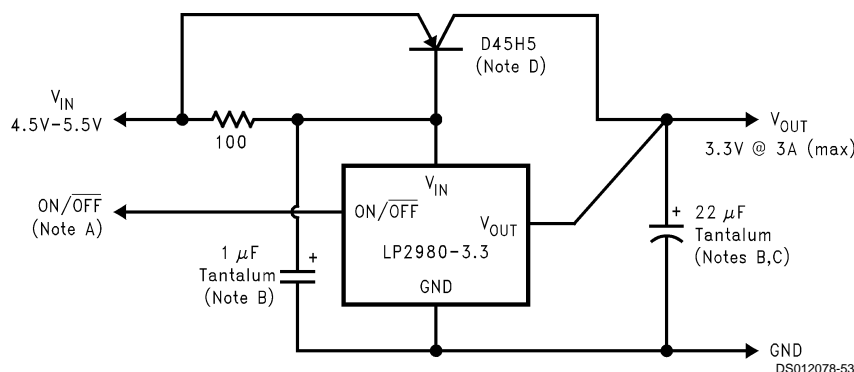 D45H5
(Note D)
V_IN
4.5V-5.5V
100
V_OUT
3.3V @ 3A (max)
V_IN
ON/OFF
(Note A)
ON/OFF
V_OUT
LP2980-3.3
GND
1 μF
Tantalum
(Note B)
+
+
22 μF
Tantalum
(Notes B,C)
GND
DS012078-53